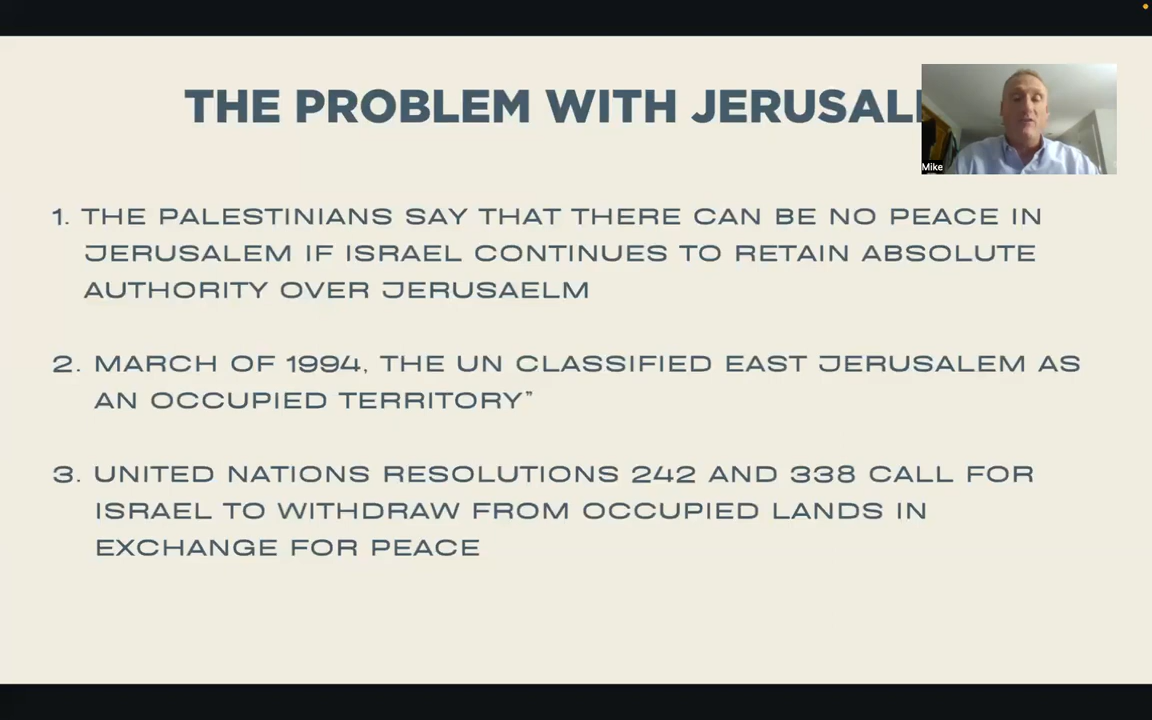 THE PROBLEM WITH JERUSAL
Mike
1. THE PALESTINIANS SAY THAT THERE CAN BE NO PEACE IN
JERUSALEM IF ISRAEL CONTINUES TO RETAIN ABSOLUTE
AUTHORITY OVER JERUSAELM
2. MARCH OF 1994, THE UN CLASSIFIED EAST JERUSALEM AS
AN OCCUPIED TERRITORY”
3. UNITED NATIONS RESOLUTIONS 242 AND 338 CALL FOR
ISRAEL TO WITHDRAW FROM OCCUPIED LANDS IN
EXCHANGE FOR PEACE